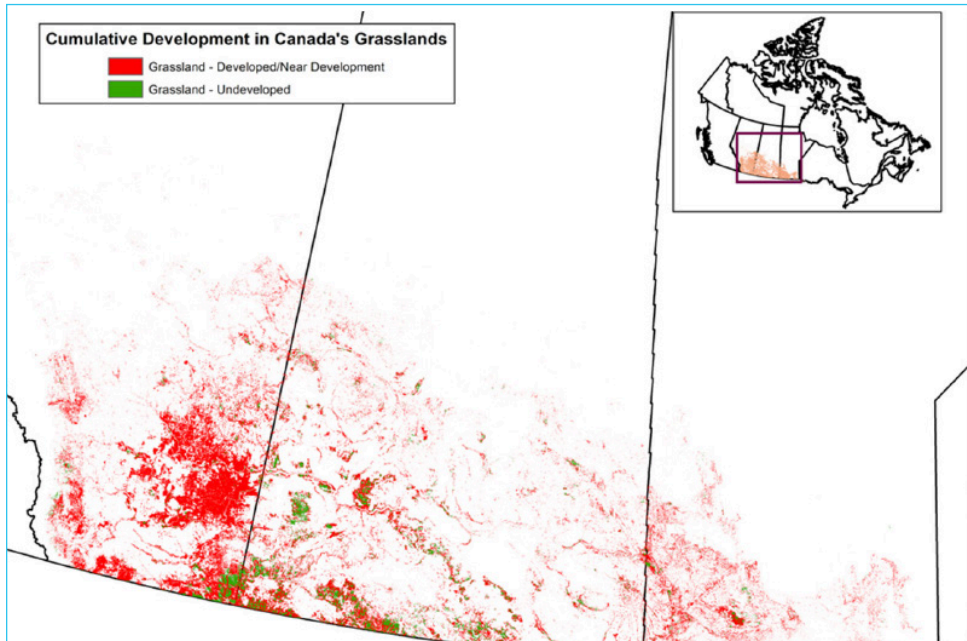 Cumulative Development in Canada's Grasslands
Grassland - Developed/Near Development
Grassland - Undeveloped